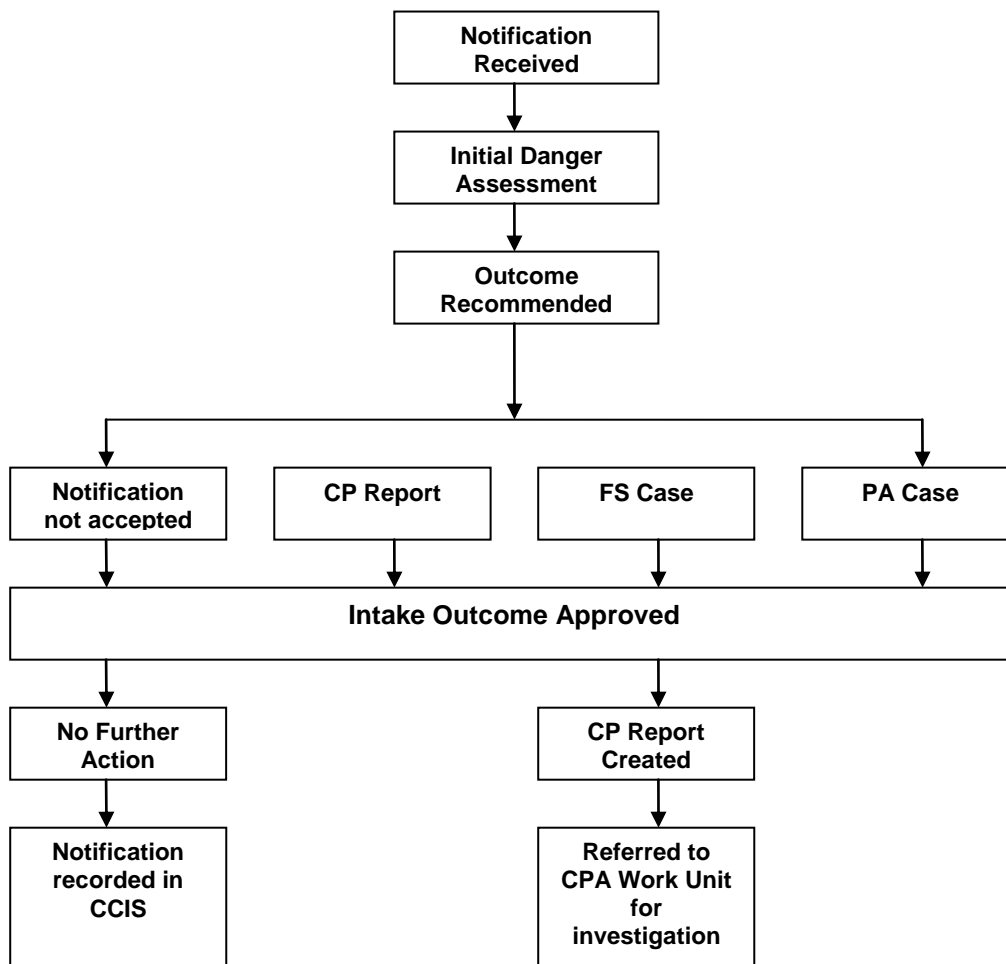 Notification
Received
Initial Danger
Assessment
Outcome
Recommended
Notification
not accepted
CP Report
FS Case
PA Case
Intake Outcome Approved
No Further
Action
CP Report
Created
Notification
recorded in
CCIS
Referred to
CPA Work Unit
for
investigation